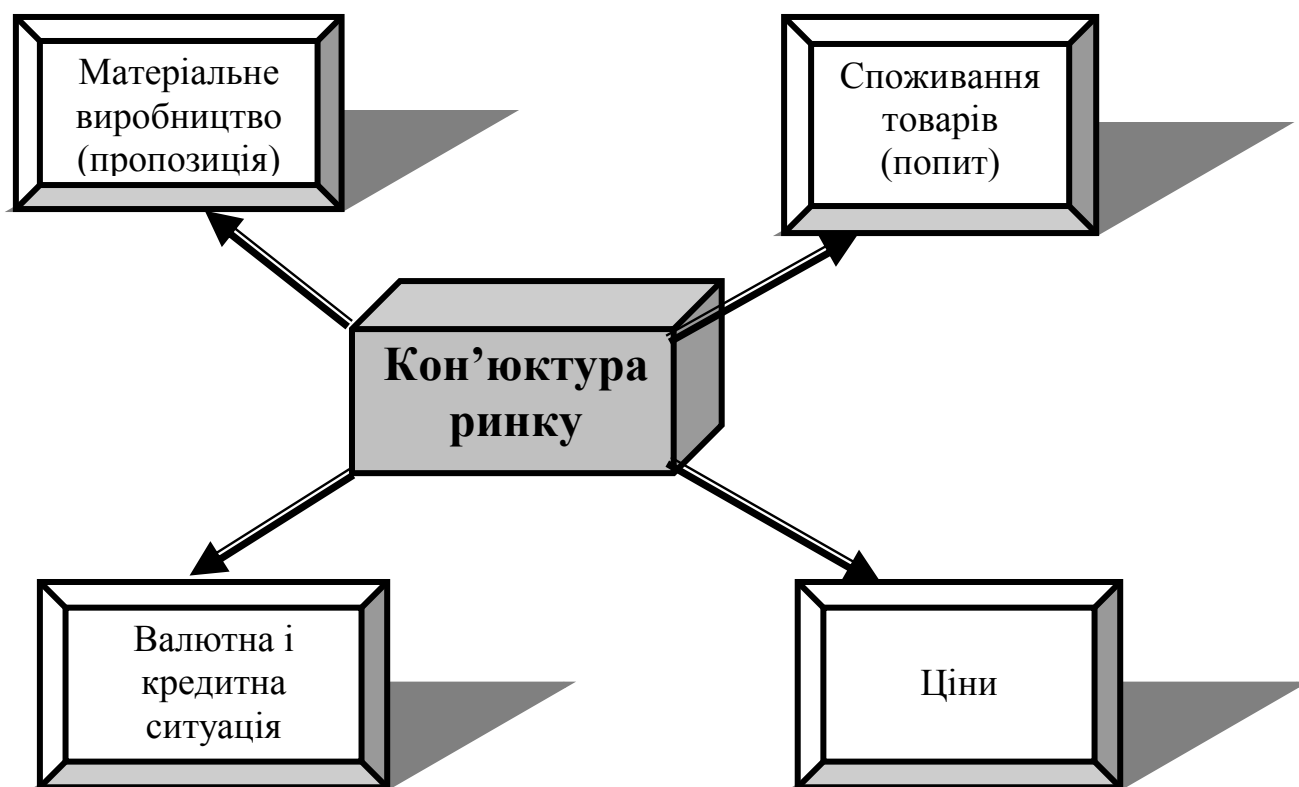 Матеріальне
виробництво
(пропозиція)
Споживання
товарів
(попит)
Кон’юктура
ринку
Валютна і
кредитна
ситуація
Ціни